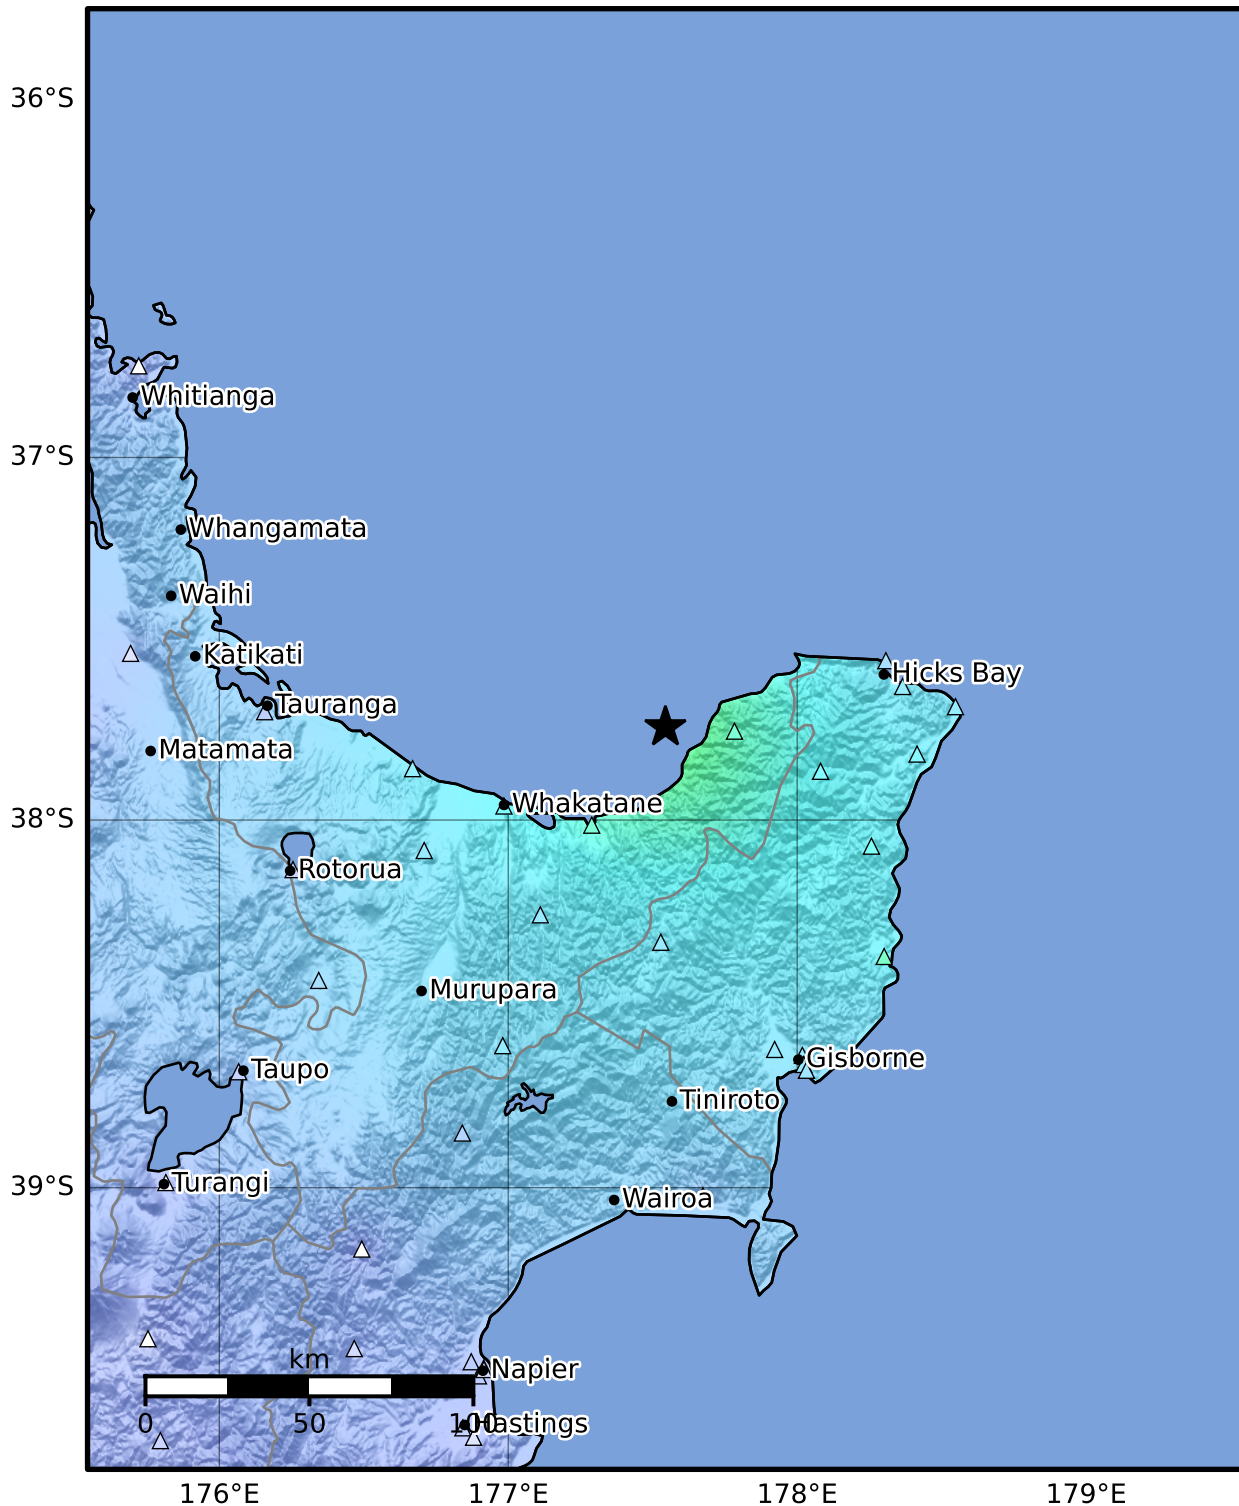 36°S
Whitianga
37°S
Whangamata
Waihi
Katikati
Hicks Bay
Tauranga
Matamata
Whakatane
38°S
Rotorua
Murupara
Gisborne
Taupo
Tiniroto
39°S
Turangi
Wairoa
km
Napier
0 50 100
Hastings
176°E 177°E 178°E 179°E